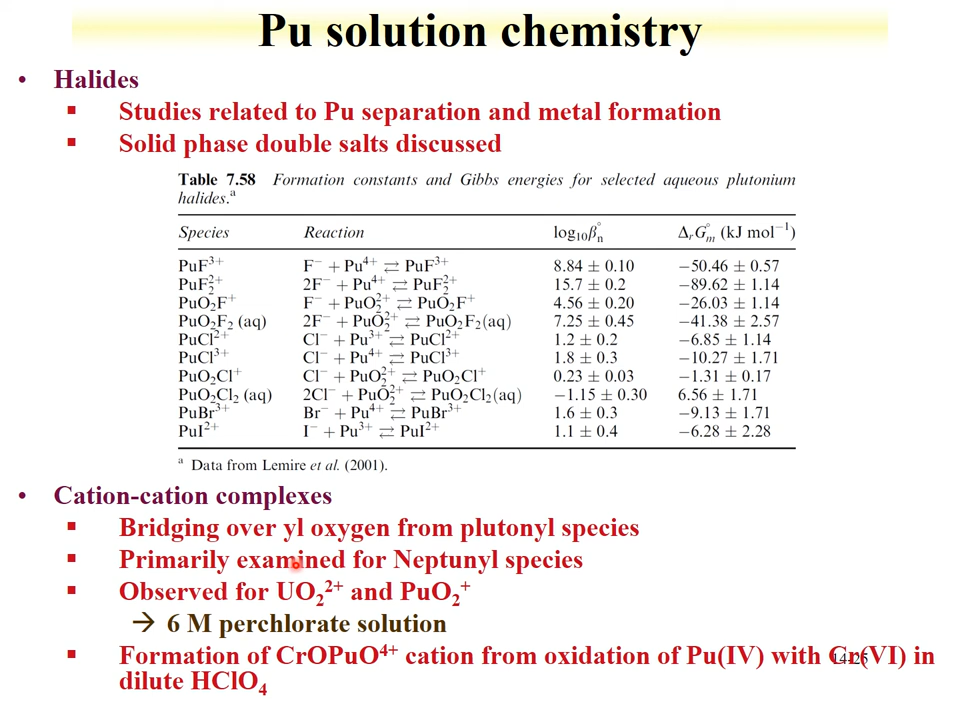 Pu solution chemistry
• Halides
▪ Studies related to Pu separation and metal formation
▪ Solid phase double salts discussed
Table 7.58 Formation constants and Gibbs energies for selected aqueous plutonium
halides.ᵃ
Species Reaction log₁₀β°ₙ ΔᵣG°ₘ (kJ mol⁻¹)
PuF³⁺ F⁻ + Pu⁴⁺ ⇄ PuF³⁺ 8.84 ± 0.10 −50.46 ± 0.57
PuF₂²⁺ 2F⁻ + Pu⁴⁺ ⇄ PuF₂²⁺ 15.7 ± 0.2 −89.62 ± 1.14
PuO₂F⁺ F⁻ + PuO₂²⁺ ⇄ PuO₂F⁺ 4.56 ± 0.20 −26.03 ± 1.14
PuO₂F₂ (aq) 2F⁻ + PuO₂²⁺ ⇄ PuO₂F₂(aq) 7.25 ± 0.45 −41.38 ± 2.57
PuCl²⁺ Cl⁻ + Pu³⁺ ⇄ PuCl²⁺ 1.2 ± 0.2 −6.85 ± 1.14
PuCl³⁺ Cl⁻ + Pu⁴⁺ ⇄ PuCl³⁺ 1.8 ± 0.3 −10.27 ± 1.71
PuO₂Cl⁺ Cl⁻ + PuO₂²⁺ ⇄ PuO₂Cl⁺ 0.23 ± 0.03 −1.31 ± 0.17
PuO₂Cl₂ (aq) 2Cl⁻ + PuO₂²⁺ ⇄ PuO₂Cl₂(aq) −1.15 ± 0.30 6.56 ± 1.71
PuBr³⁺ Br⁻ + Pu⁴⁺ ⇄ PuBr³⁺ 1.6 ± 0.3 −9.13 ± 1.71
PuI²⁺ I⁻ + Pu³⁺ ⇄ PuI²⁺ 1.1 ± 0.4 −6.28 ± 2.28
ᵃ Data from Lemire et al. (2001).
• Cation-cation complexes
▪ Bridging over yl oxygen from plutonyl species
▪ Primarily examined for Neptunyl species
▪ Observed for UO₂²⁺ and PuO₂⁺
→ 6 M perchlorate solution
▪ Formation of CrOPuO⁴⁺ cation from oxidation of Pu(IV) with Cr(VI) in
dilute HClO₄
14-25